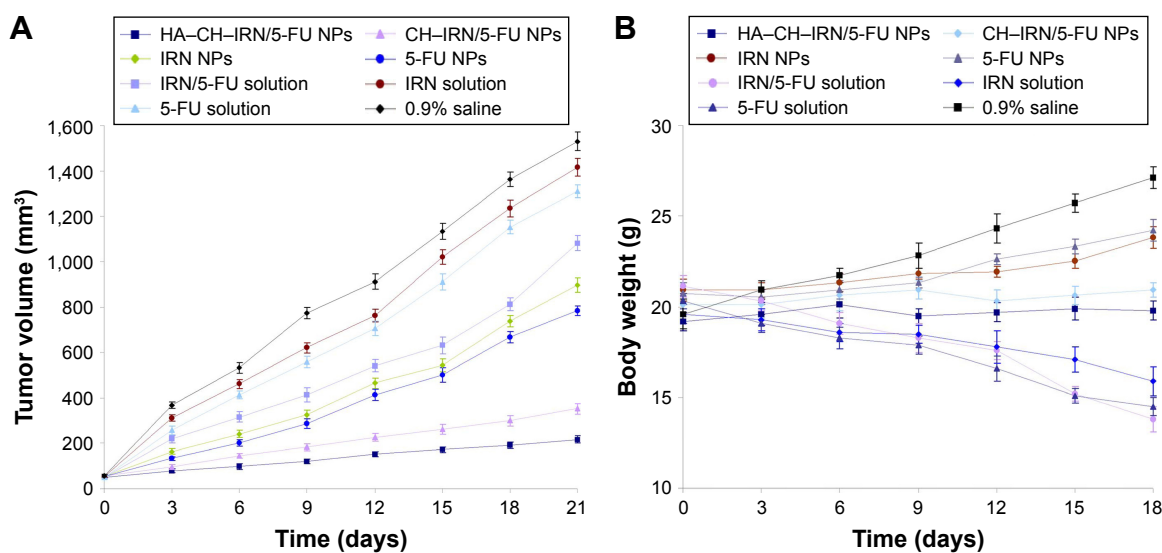 A
HA–CH–IRN/5-FU NPs
CH–IRN/5-FU NPs
IRN NPs
5-FU NPs
IRN/5-FU solution
IRN solution
5-FU solution
0.9% saline
Tumor volume (mm³)
1,600
1,400
1,200
1,000
800
600
400
200
0
0 3 6 9 12 15 18 21
Time (days)
B
HA–CH–IRN/5-FU NPs
CH–IRN/5-FU NPs
IRN NPs
5-FU NPs
IRN/5-FU solution
IRN solution
5-FU solution
0.9% saline
Body weight (g)
30
25
20
15
10
0 3 6 9 12 15 18
Time (days)